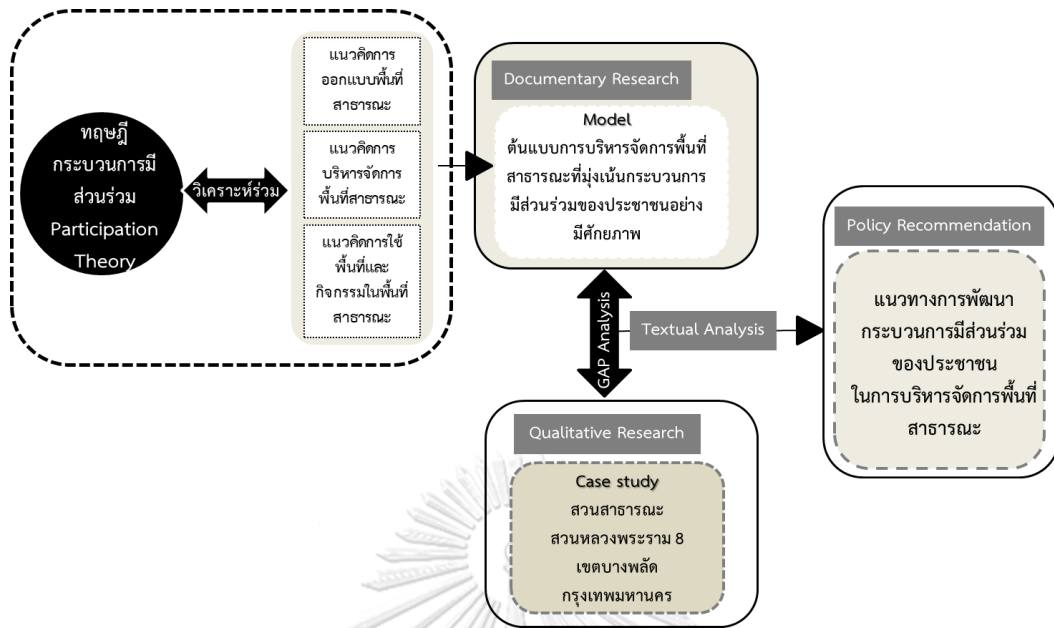 ทฤษฎี
กระบวนการมี
ส่วนร่วม
Participation
Theory
วิเคราะห์ร่วม
แนวคิดการ
ออกแบบพื้นที่
สาธารณะ
แนวคิดการ
บริหารจัดการ
พื้นที่สาธารณะ
แนวคิดการใช้
พื้นที่และ
กิจกรรมในพื้นที่
สาธารณะ
Documentary Research
Model
ต้นแบบการบริหารจัดการพื้นที่
สาธารณะที่มุ่งเน้นกระบวนการ
มีส่วนร่วมของประชาชนอย่าง
มีศักยภาพ
GAP Analysis
Textual Analysis
Qualitative Research
Case study
สวนสาธารณะ
สวนหลวงพระราม 8
เขตบางพลัด
กรุงเทพมหานคร
Policy Recommendation
แนวทางการพัฒนา
กระบวนการมีส่วนร่วม
ของประชาชน
ในการบริหารจัดการพื้นที่
สาธารณะ